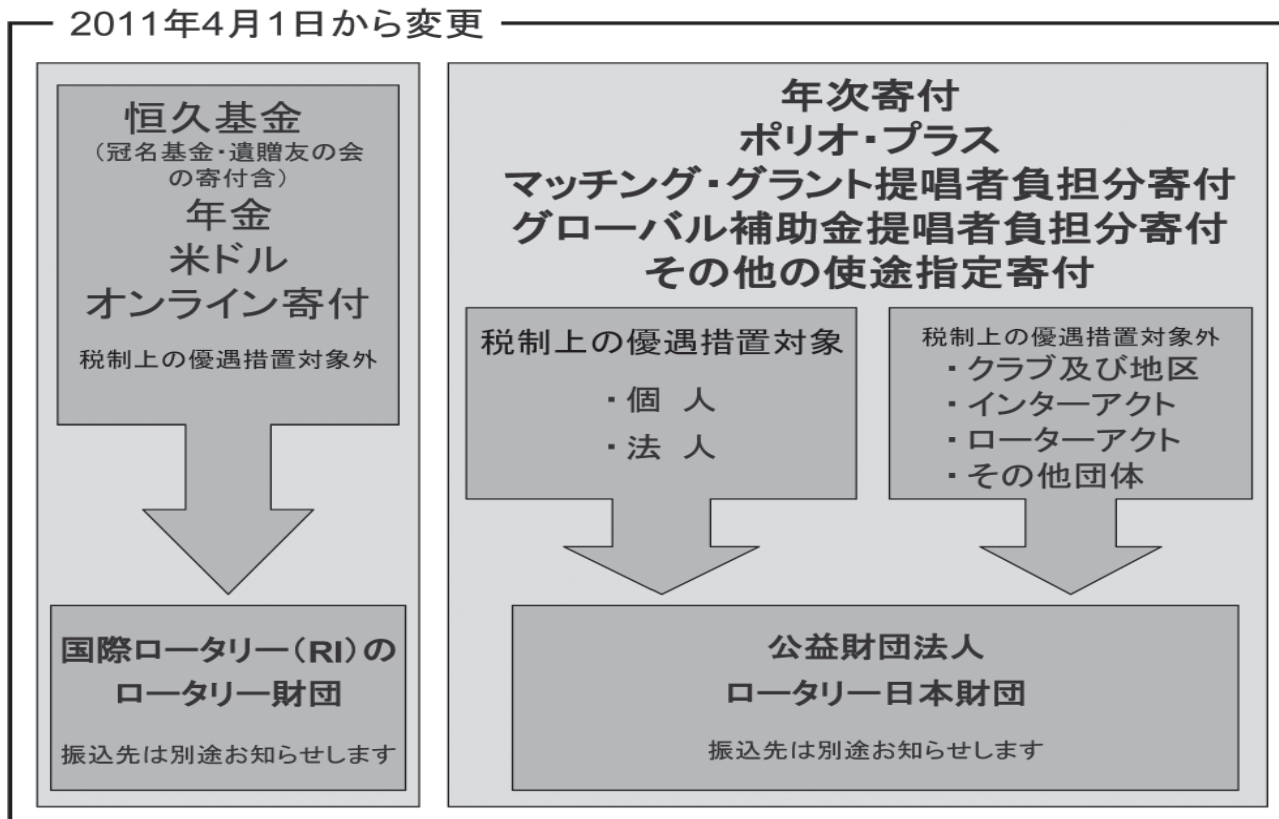 2011年4月1日から変更
恒久基金
（冠名基金・遺贈友の会
の寄付含）
年金
米ドル
オンライン寄付
税制上の優遇措置対象外
国際ロータリー（RI）の
ロータリー財団
振込先は別途お知らせします
年次寄付
ポリオ・プラス
マッチング・グラント提唱者負担分寄付
グローバル補助金提唱者負担分寄付
その他の使途指定寄付
税制上の優遇措置対象
・個 人
・法 人
税制上の優遇措置対象外
・クラブ及び地区
・インターアクト
・ローターアクト
・その他団体
公益財団法人
ロータリー日本財団
振込先は別途お知らせします